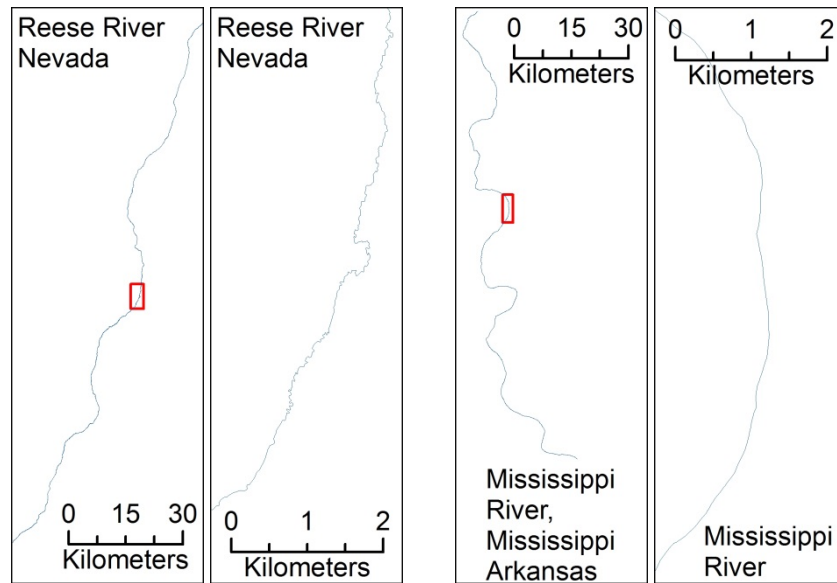 Reese River
Nevada
0 15 30
Kilometers
Reese River
Nevada
0 1 2
Kilometers
0 15 30
Kilometers
Mississippi
River,
Mississippi
Arkansas
0 1 2
Kilometers
Mississippi
River